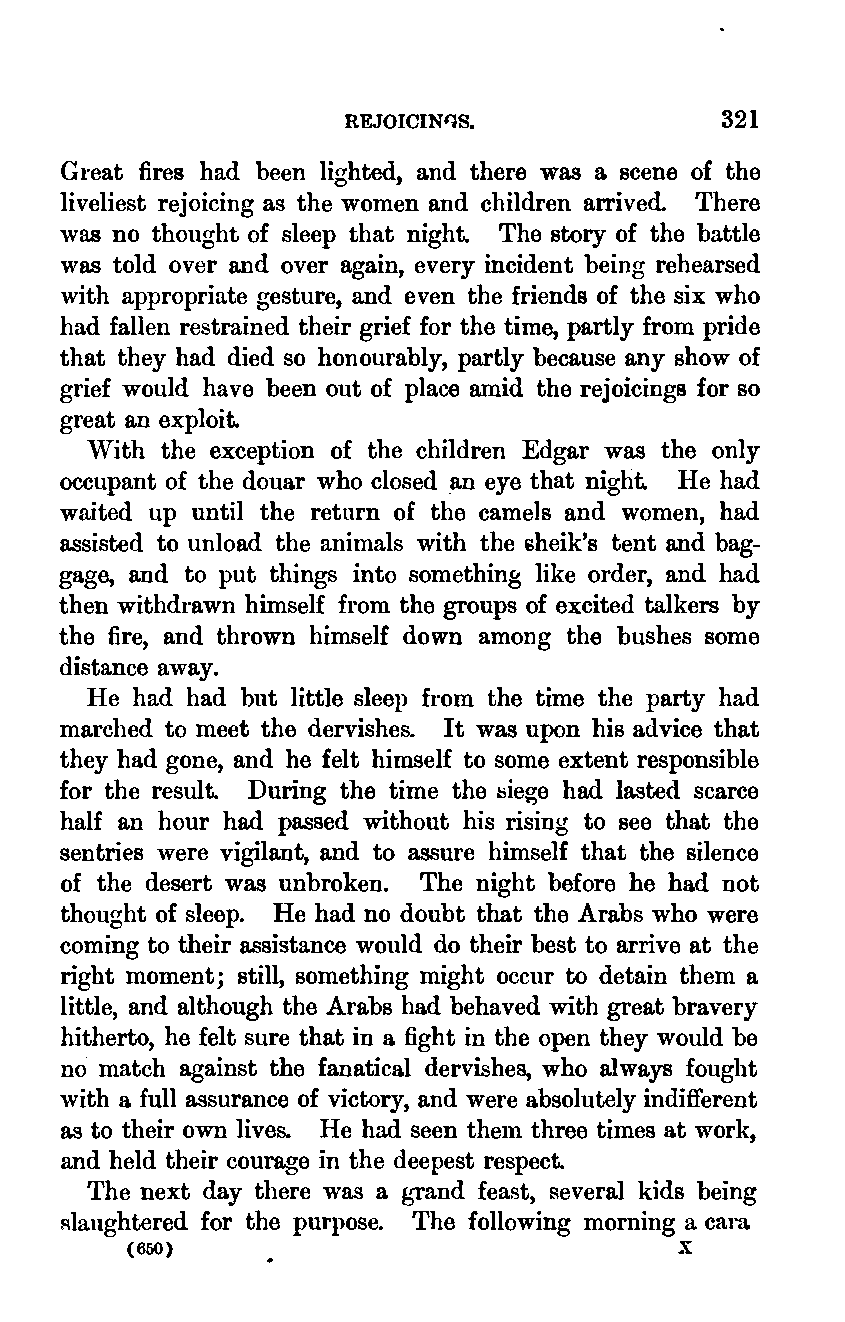 REJOICINGS. 321
Great fires had been lighted, and there was a scene of the
liveliest rejoicing as the women and children arrived. There
was no thought of sleep that night. The story of the battle
was told over and over again, every incident being rehearsed
with appropriate gesture, and even the friends of the six who
had fallen restrained their grief for the time, partly from pride
that they had died so honourably, partly because any show of
grief would have been out of place amid the rejoicings for so
great an exploit.
With the exception of the children Edgar was the only
occupant of the douar who closed an eye that night. He had
waited up until the return of the camels and women, had
assisted to unload the animals with the sheik's tent and bag-
gage, and to put things into something like order, and had
then withdrawn himself from the groups of excited talkers by
the fire, and thrown himself down among the bushes some
distance away.
He had had but little sleep from the time the party had
marched to meet the dervishes. It was upon his advice that
they had gone, and he felt himself to some extent responsible
for the result. During the time the siege had lasted scarce
half an hour had passed without his rising to see that the
sentries were vigilant, and to assure himself that the silence
of the desert was unbroken. The night before he had not
thought of sleep. He had no doubt that the Arabs who were
coming to their assistance would do their best to arrive at the
right moment; still, something might occur to detain them a
little, and although the Arabs had behaved with great bravery
hitherto, he felt sure that in a fight in the open they would be
no match against the fanatical dervishes, who always fought
with a full assurance of victory, and were absolutely indifferent
as to their own lives. He had seen them three times at work,
and held their courage in the deepest respect.
The next day there was a grand feast, several kids being
slaughtered for the purpose. The following morning a cara
(650) X